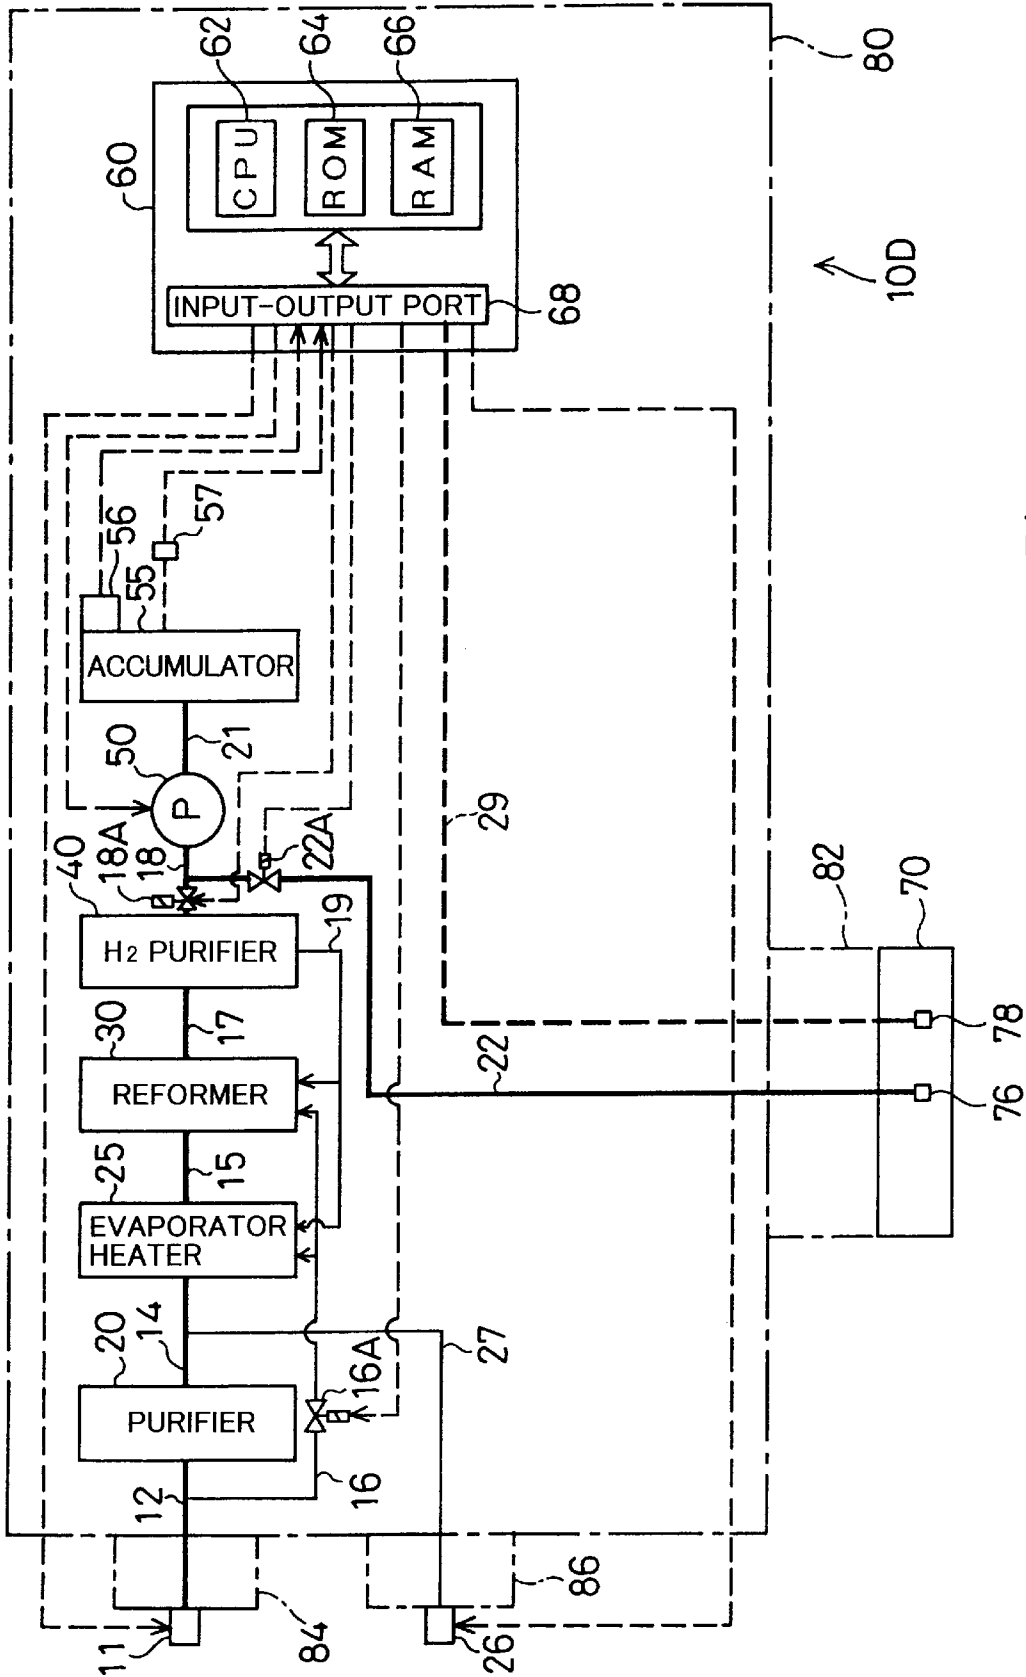 60
62
64
66
CPU
ROM
RAM
INPUT-OUTPUT PORT
68
80
10D
56
55
57
ACCUMULATOR
50
P
21
18A
18
22A
40
H2 PURIFIER
19
29
82
70
30
17
REFORMER
22
78
76
25
15
EVAPORATOR
HEATER
20
14
PURIFIER
16A
27
12
16
11
84
26
86